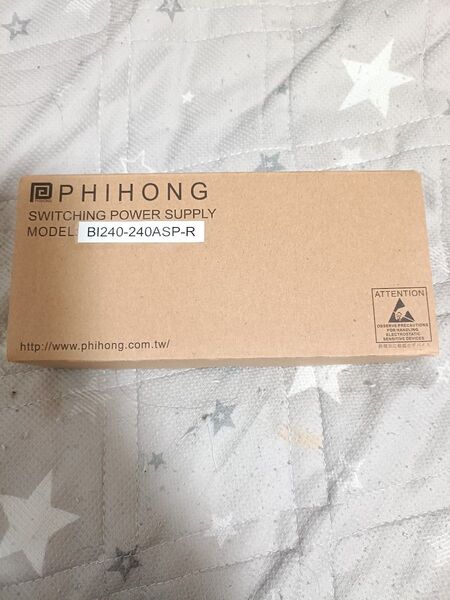 PHIHONG
SWITCHING POWER SUPPLY
MODEL: BI240-240ASP-R
ATTENTION
OBSERVE PRECAUTIONS
FOR HANDLING
ELECTROSTATIC
SENSITIVE DEVICES
http://www.phihong.com.tw/